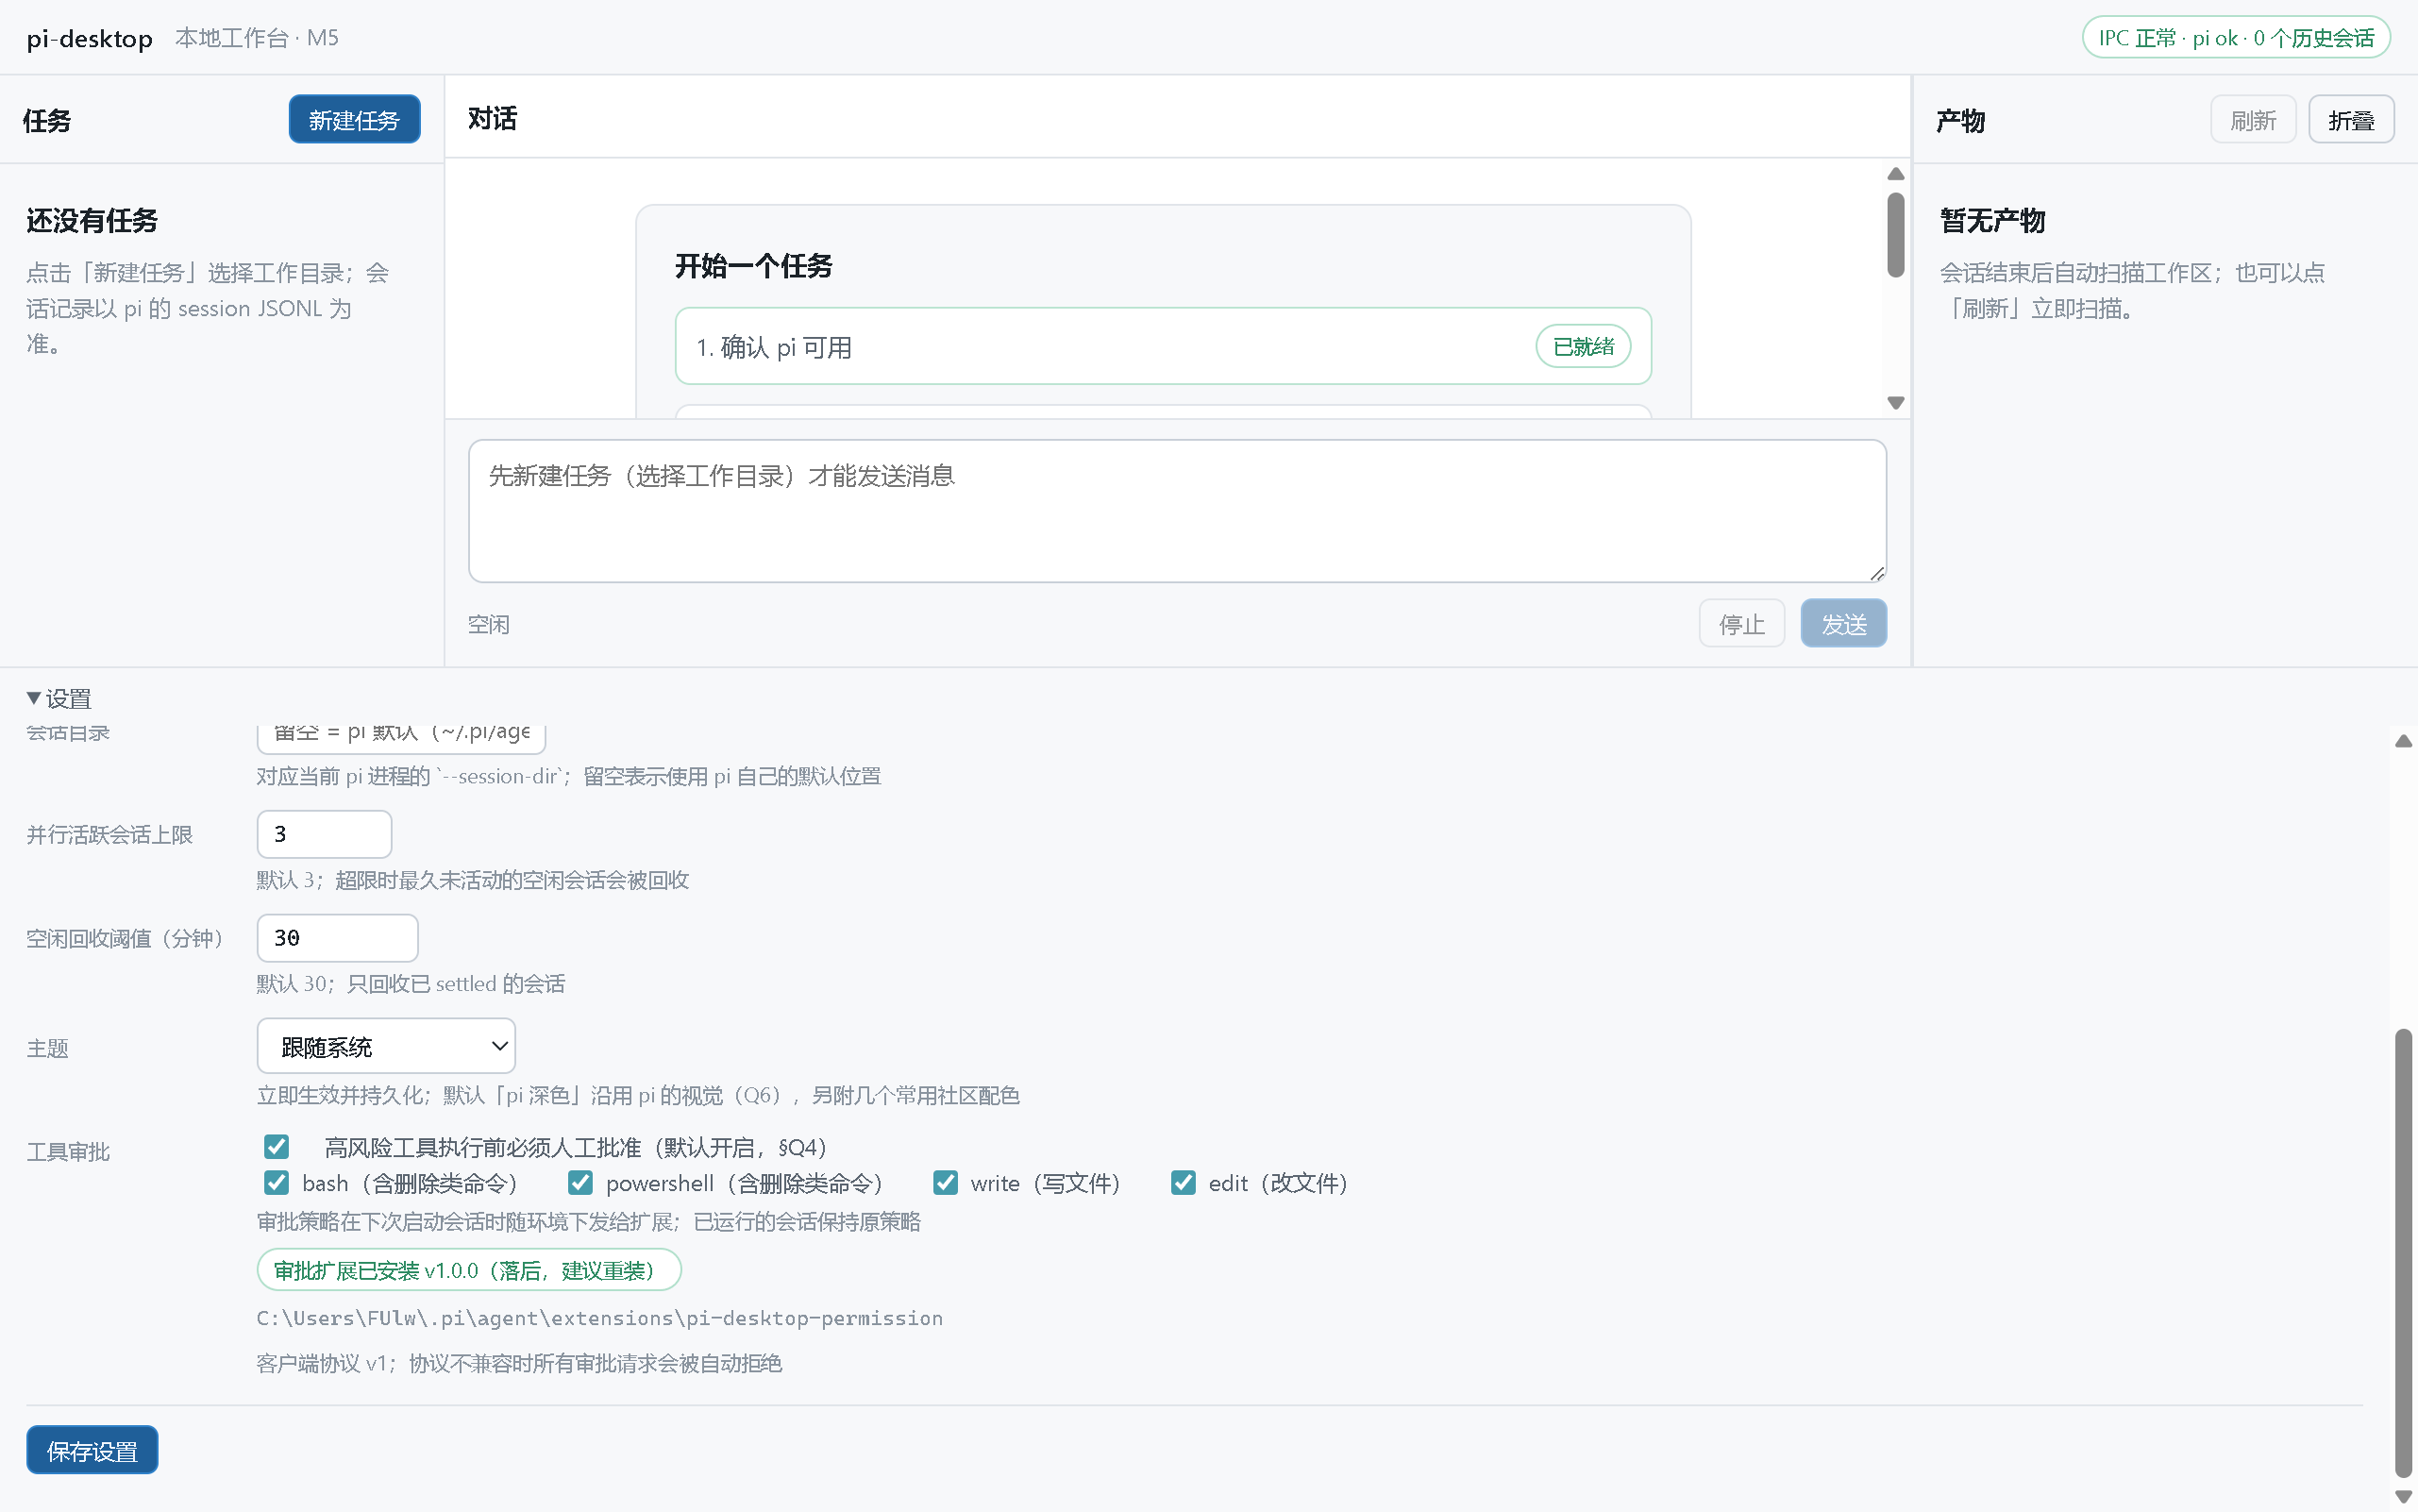 pi-desktop 本地工作台 · M5
IPC 正常 · pi ok · 0 个历史会话
任务
新建任务
还没有任务
点击「新建任务」选择工作目录；会
话记录以 pi 的 session JSONL 为
准。
对话
开始一个任务
1. 确认 pi 可用
已就绪
先新建任务（选择工作目录）才能发送消息
空闲
停止
发送
产物
刷新
折叠
暂无产物
会话结束后自动扫描工作区；也可以点
「刷新」立即扫描。
▼设置
会话目录
留空 = pi 默认（~/.pi/age
对应当前 pi 进程的 `--session-dir`；留空表示使用 pi 自己的默认位置
并行活跃会话上限
3
默认 3；超限时最久未活动的空闲会话会被回收
空闲回收阈值（分钟）
30
默认 30；只回收已 settled 的会话
主题
跟随系统
立即生效并持久化；默认「pi 深色」沿用 pi 的视觉（Q6），另附几个常用社区配色
工具审批
高风险工具执行前必须人工批准（默认开启，§Q4）
bash（含删除类命令） powershell（含删除类命令） write（写文件） edit（改文件）
审批策略在下次启动会话时随环境下发给扩展；已运行的会话保持原策略
审批扩展已安装 v1.0.0（落后，建议重装）
C:\Users\FUlw\.pi\agent\extensions\pi-desktop-permission
客户端协议 v1；协议不兼容时所有审批请求会被自动拒绝
保存设置